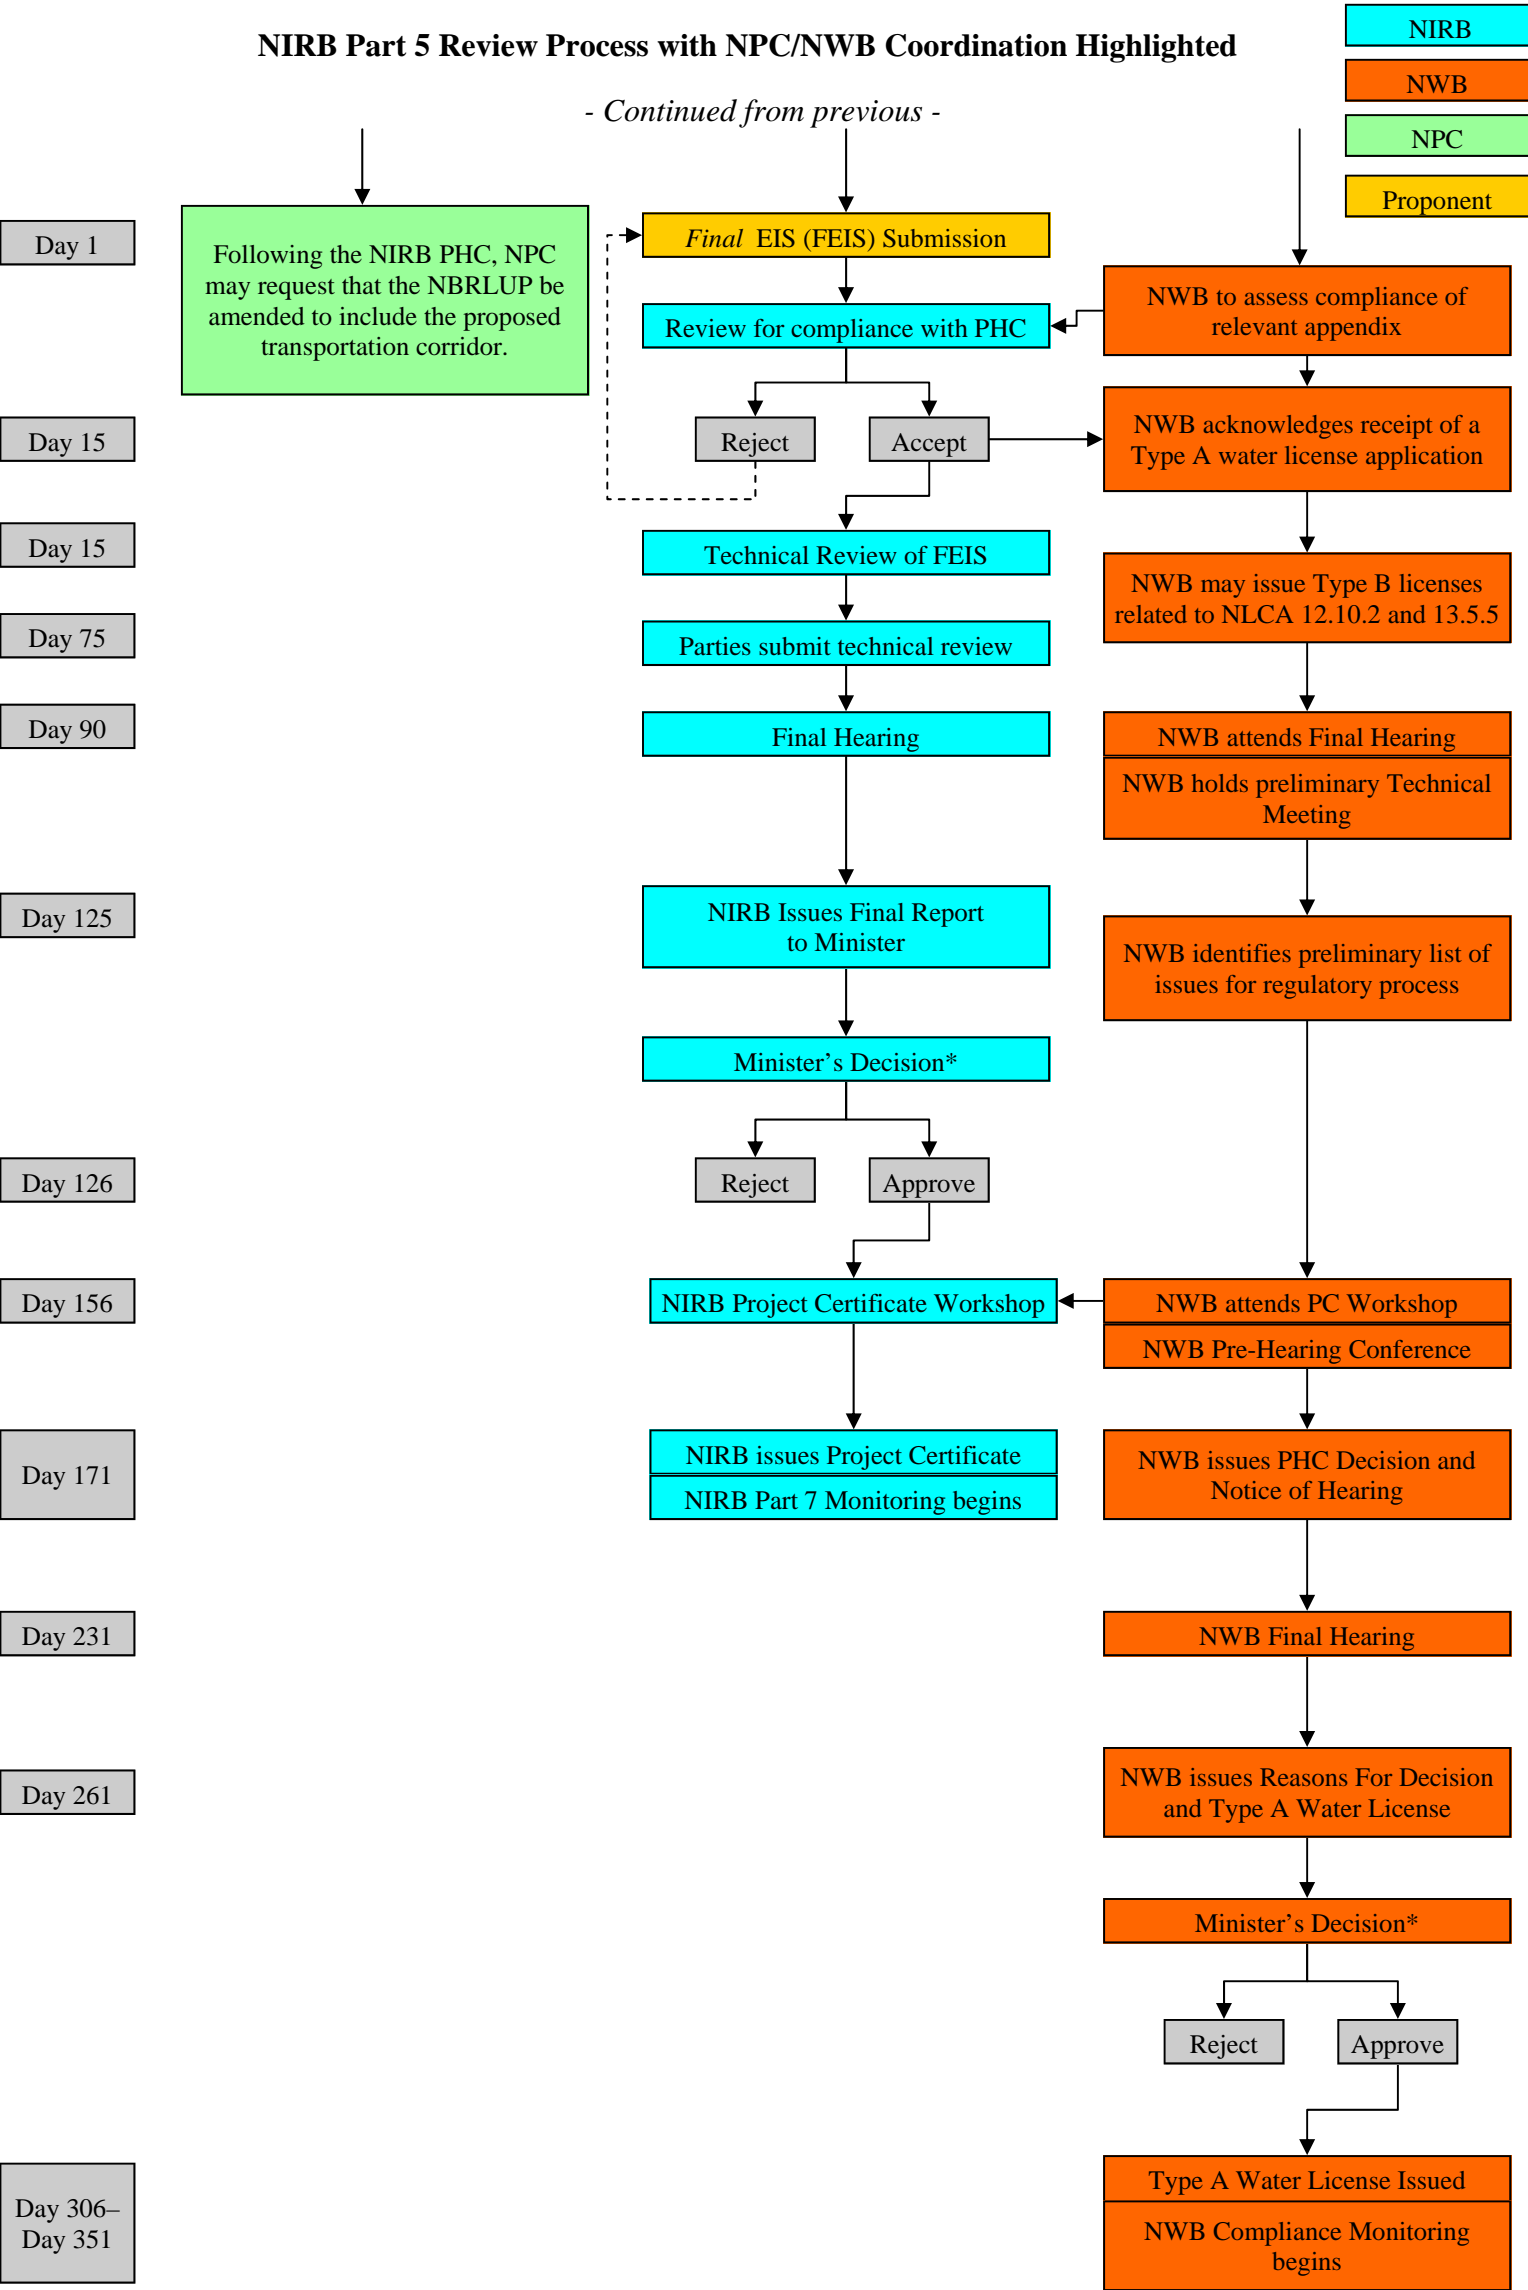 NIRB Part 5 Review Process with NPC/NWB Coordination Highlighted
NIRB
NWB
NPC
Proponent
- Continued from previous -
Day 1
Following the NIRB PHC, NPC
may request that the NBRLUP be
amended to include the proposed
transportation corridor.
Final EIS (FEIS) Submission
Review for compliance with PHC
NWB to assess compliance of
relevant appendix
Day 15
Reject
Accept
NWB acknowledges receipt of a
Type A water license application
Day 15
Technical Review of FEIS
NWB may issue Type B licenses
related to NLCA 12.10.2 and 13.5.5
Day 75
Parties submit technical review
Day 90
Final Hearing
NWB attends Final Hearing
NWB holds preliminary Technical
Meeting
Day 125
NIRB Issues Final Report
to Minister
NWB identifies preliminary list of
issues for regulatory process
Minister’s Decision*
Day 126
Reject
Approve
Day 156
NIRB Project Certificate Workshop
NWB attends PC Workshop
NWB Pre-Hearing Conference
Day 171
NIRB issues Project Certificate
NIRB Part 7 Monitoring begins
NWB issues PHC Decision and
Notice of Hearing
Day 231
NWB Final Hearing
Day 261
NWB issues Reasons For Decision
and Type A Water License
Minister’s Decision*
Reject
Approve
Day 306–
Day 351
Type A Water License Issued
NWB Compliance Monitoring
begins